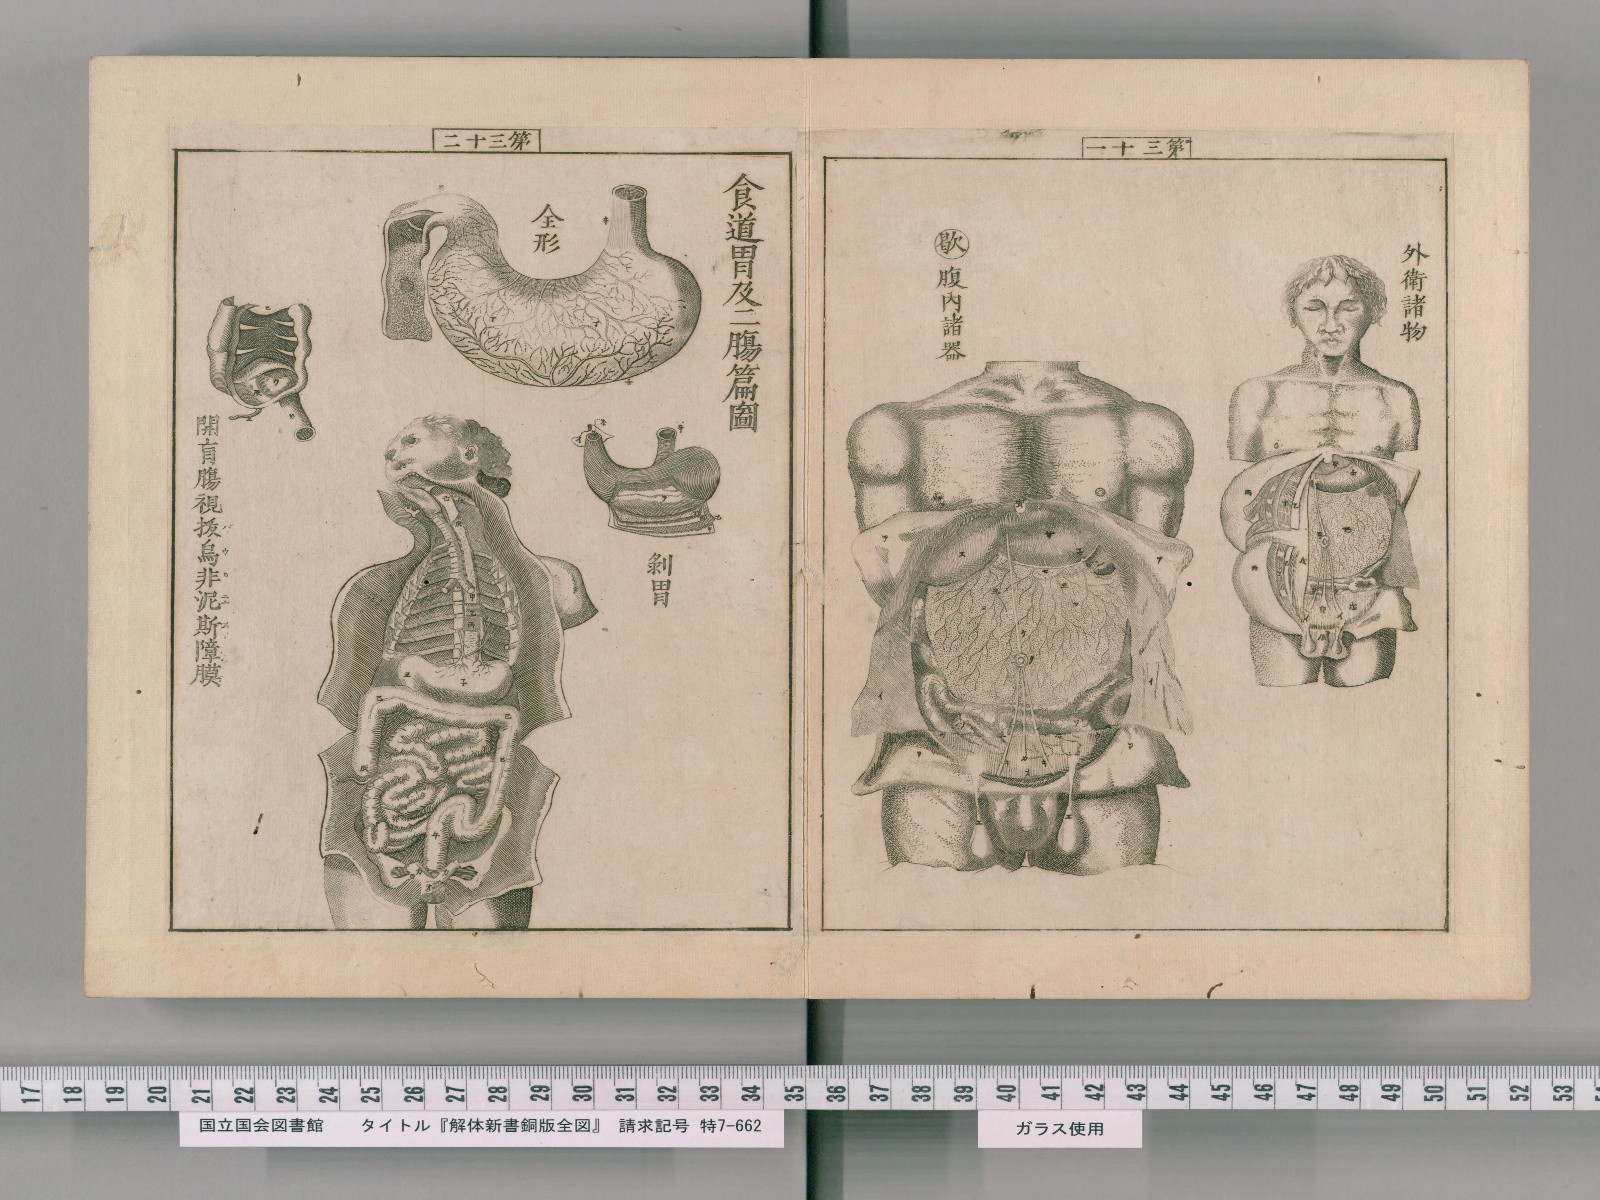 第三十一
外衛諸物
歇
腹内諸器
第三十二
食道胃及二腸篇圖
全形
剝胃
開盲腸視抜烏非泥斯障膜
17 18 19 20 21 22 23 24 25 26 27 28 29 30 31 32 33 34 35 36 37 38 39 40 41 42 43 44 45 46 47 48 49 50 51 52 53
国立国会図書館 タイトル『解体新書銅版全図』 請求記号 特7-662
ガラス使用